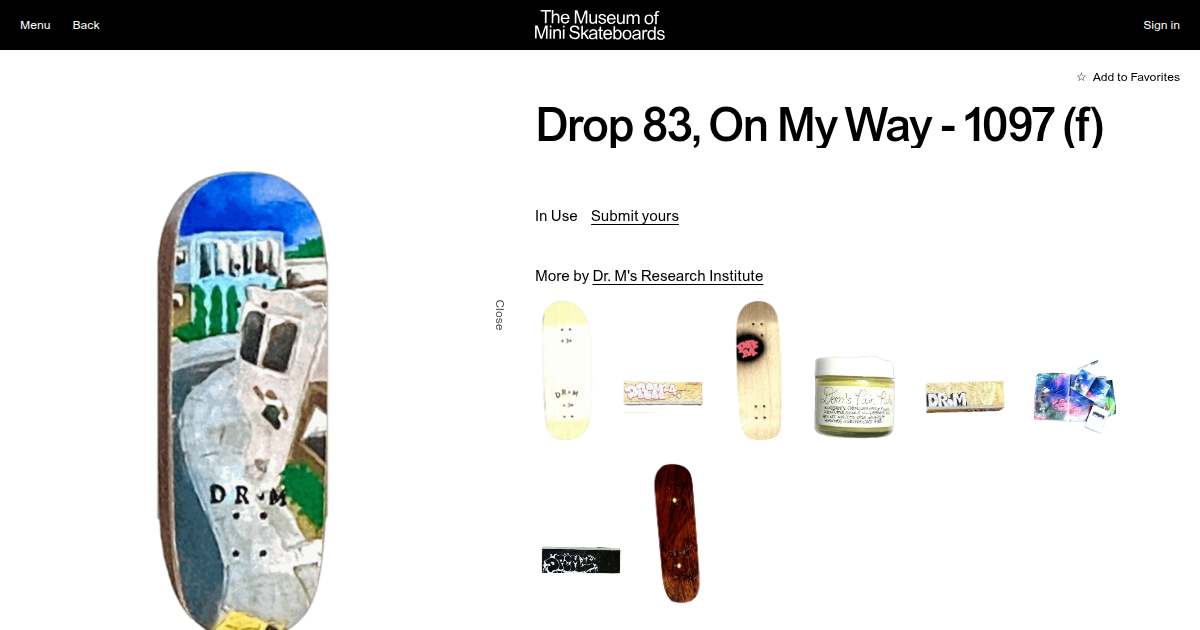 Menu
Back
The Museum of
Mini Skateboards
Sign in
☆ Add to Favorites
Drop 83, On My Way - 1097 (f)
In Use
Submit yours
More by Dr. M's Research Institute
Close
DR M
DR M
DR M